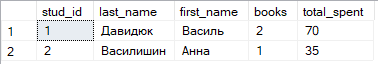 stud_id last_name first_name books total_spent
1 1 Давидюк Василь 2 70
2 2 Василишин Анна 1 35